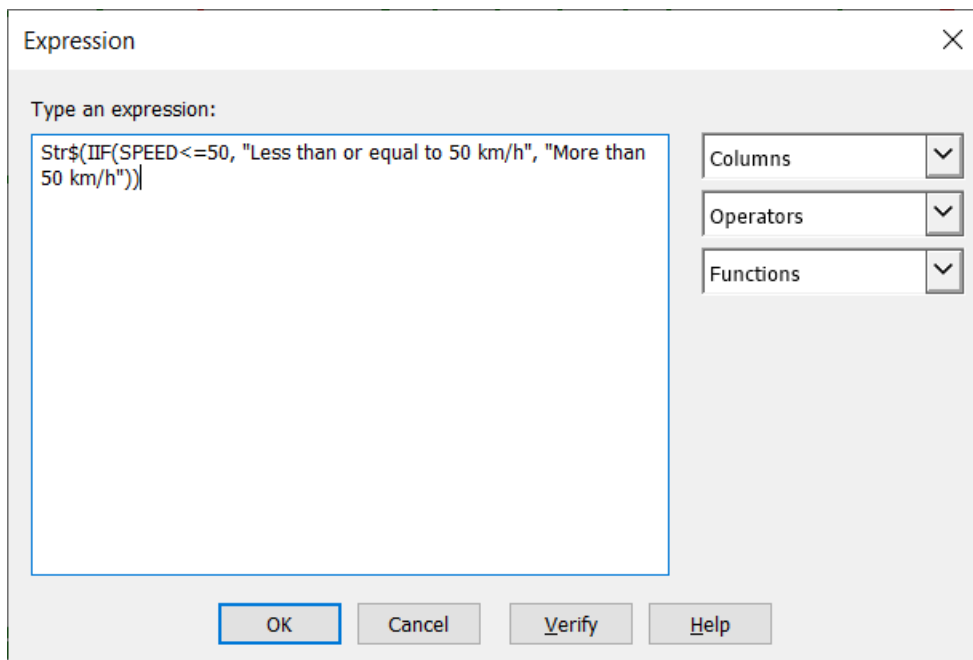 Expression
Type an expression:
Str$(IIF(SPEED<=50, "Less than or equal to 50 km/h", "More than
50 km/h"))
Columns
Operators
Functions
OK
Cancel
Verify
Help